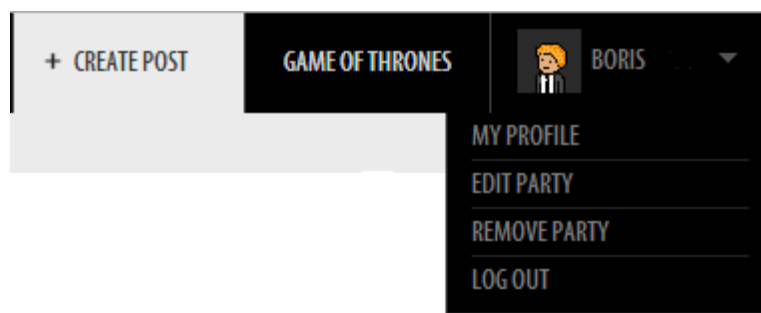 + CREATE POST
GAME OF THRONES
BORIS
MY PROFILE
EDIT PARTY
REMOVE PARTY
LOG OUT